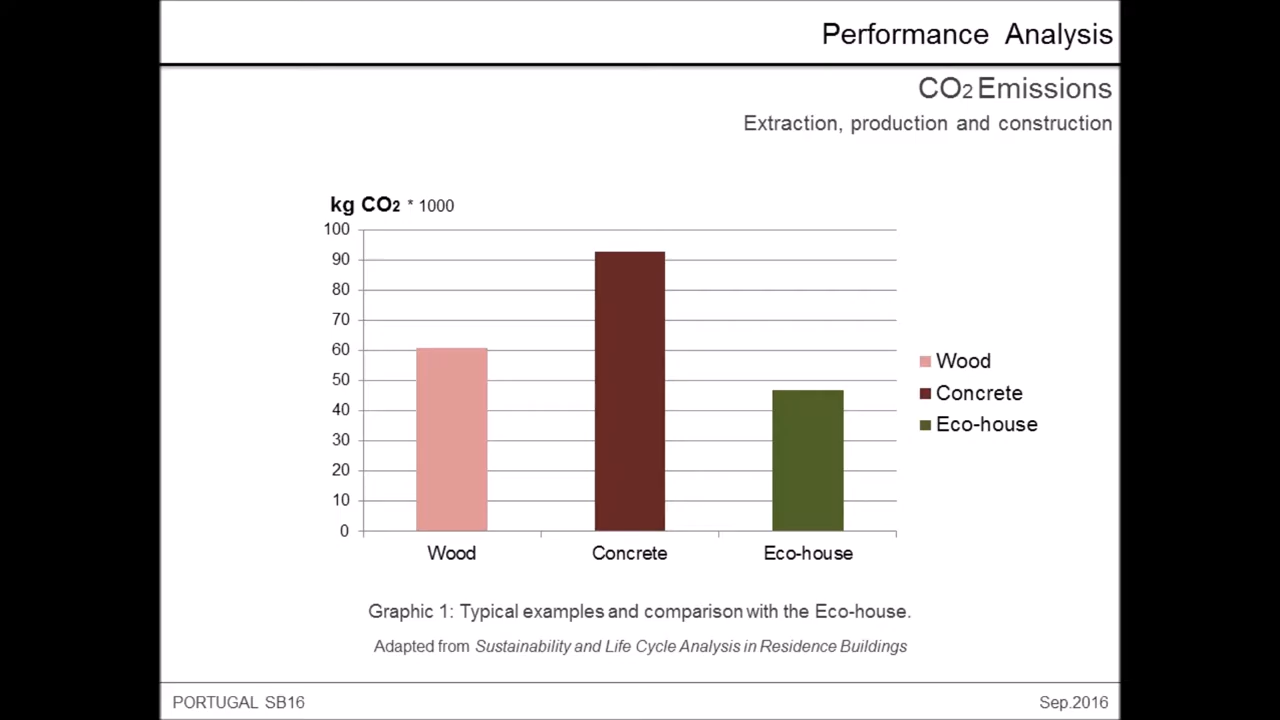 Performance Analysis
CO2 Emissions
Extraction, production and construction
kg CO2 * 1000
100
90
80
70
60
50
40
30
20
10
0
Wood
Concrete
Eco-house
Wood Concrete Eco-house
Graphic 1: Typical examples and comparison with the Eco-house.
Adapted from Sustainability and Life Cycle Analysis in Residence Buildings
PORTUGAL SB16 Sep.2016